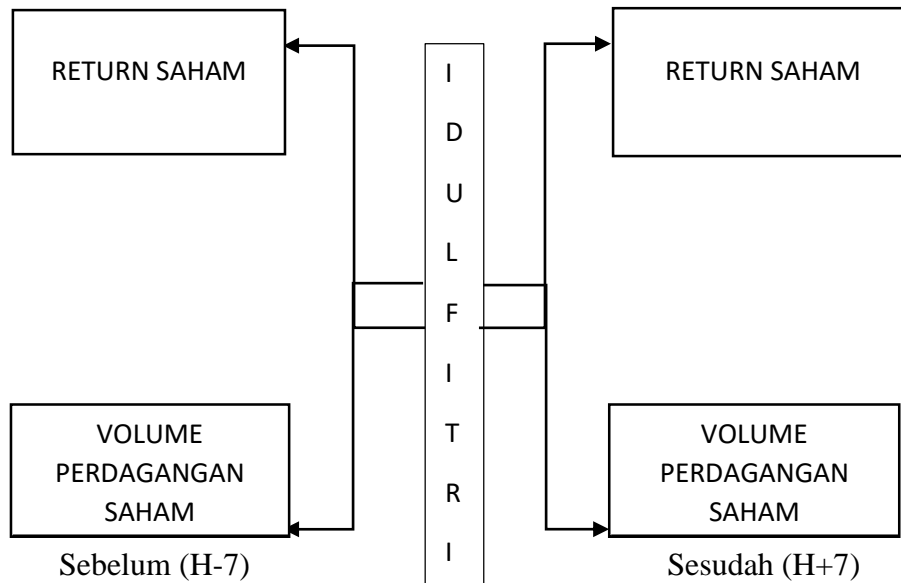 RETURN SAHAM
I
D
U
L
F
I
T
R
I
RETURN SAHAM
VOLUME
PERDAGANGAN
SAHAM
VOLUME
PERDAGANGAN
SAHAM
Sebelum (H-7)
Sesudah (H+7)